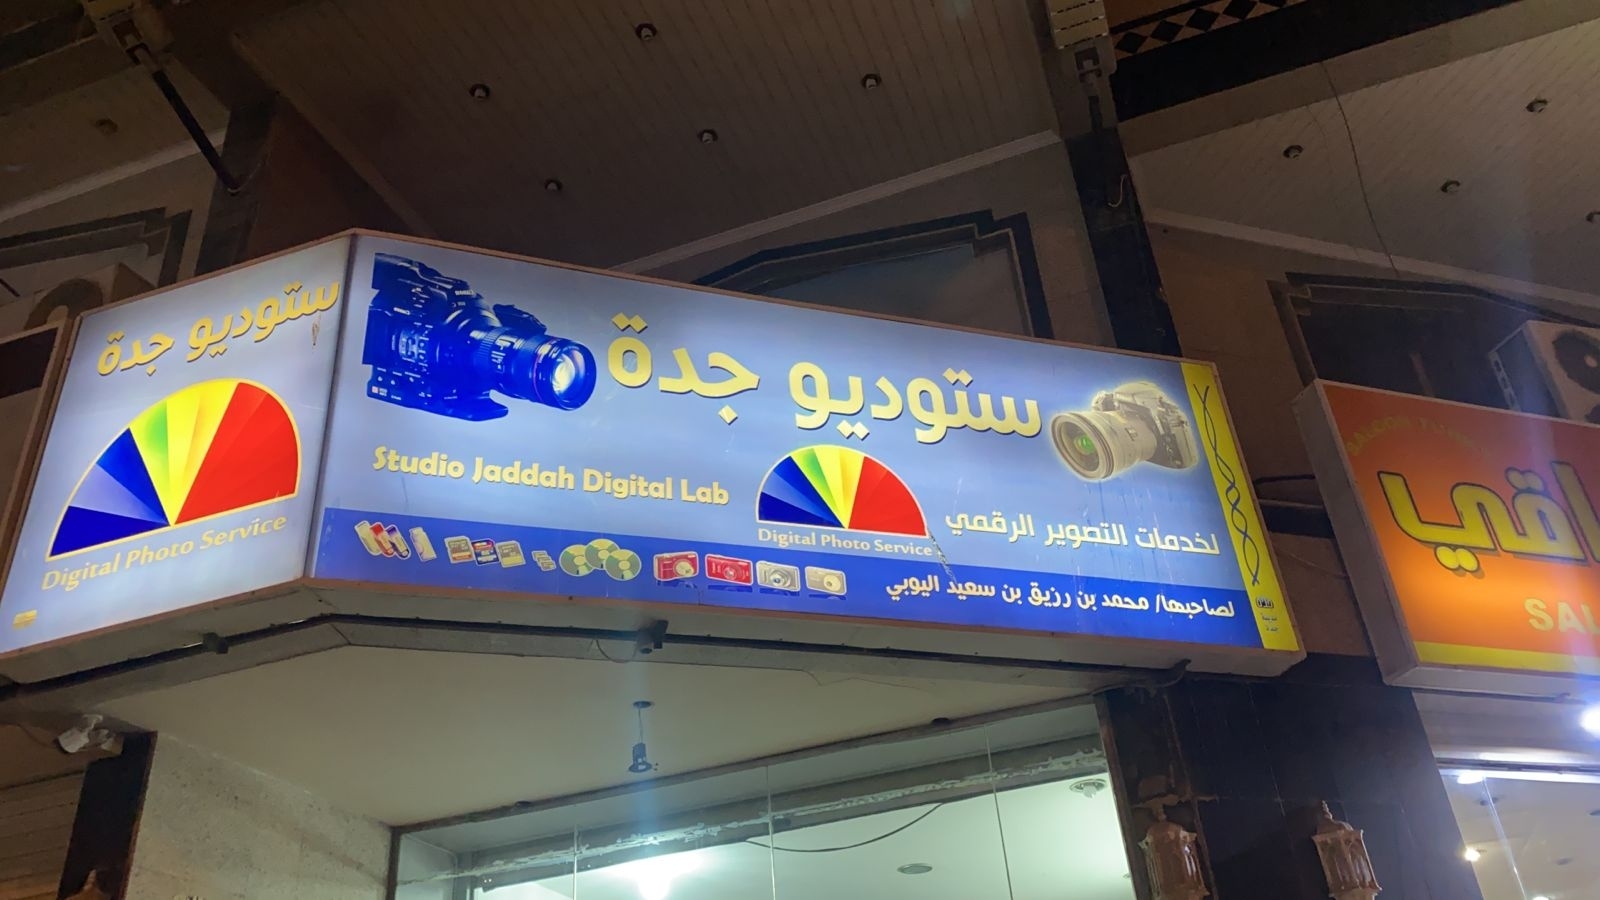 ستوديو جدة
Digital Photo Service
ستوديو جدة
Studio Jaddah Digital Lab
Digital Photo Service
لخدمات التصوير الرقمي
لصاحبها/ محمد بن رزيق بن سعيد اليوبي
SALOON